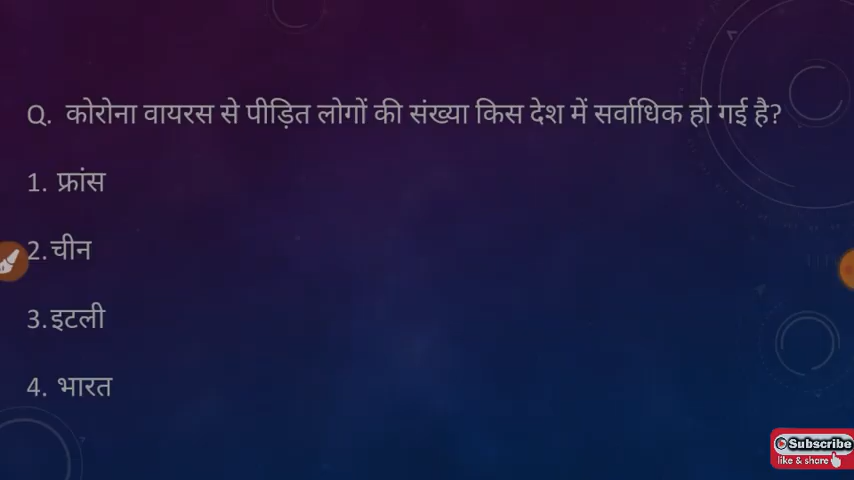 Q. कोरोना वायरस से पीड़ित लोगों की संख्या किस देश में सर्वाधिक हो गई है?
1. फ्रांस
2. चीन
3. इटली
4. भारत
Subscribe
like & share